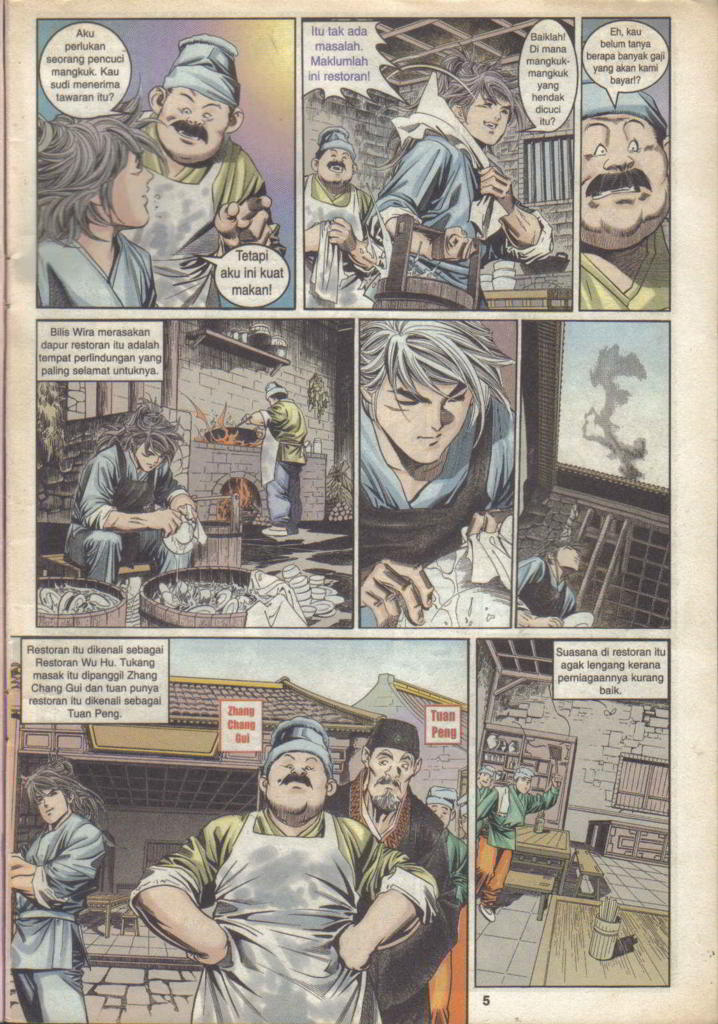 Aku
perlukan
seorang pencuci
mangkuk. Kau
sudi menerima
tawaran itu?
Tetapi
aku ini kuat
makan!
Itu tak ada
masalah.
Maklumlah
ini restoran!
Baiklah!
Di mana
mangkuk-
mangkuk
yang
hendak
dicuci
itu?
Eh, kau
belum tanya
berapa banyak gaji
yang akan kami
bayar!?
Bilis Wira merasakan
dapur restoran itu adalah
tempat perlindungan yang
paling selamat untuknya.
Restoran itu dikenali sebagai
Restoran Wu Hu. Tukang
masak itu dipanggil Zhang
Chang Gui dan tuan punya
restoran itu dikenali sebagai
Tuan Peng.
Zhang
Chang
Gui
Tuan
Peng
Suasana di restoran itu
agak lengang kerana
perniagaannya kurang
baik.
5